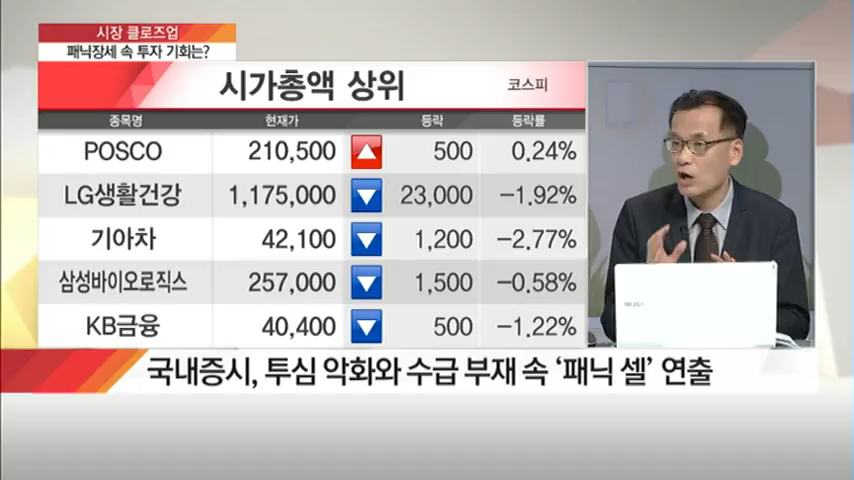 시장 클로즈업
패닉장세 속 투자 기회는?
시가총액 상위 코스피
종목명 현재가 등락 등락률
POSCO 210,500 ▲ 500 0.24%
LG생활건강 1,175,000 ▼ 23,000 -1.92%
기아차 42,100 ▼ 1,200 -2.77%
삼성바이오로직스 257,000 ▼ 1,500 -0.58%
KB금융 40,400 ▼ 500 -1.22%
국내증시, 투심 악화와 수급 부재 속 ‘패닉 셀’ 연출